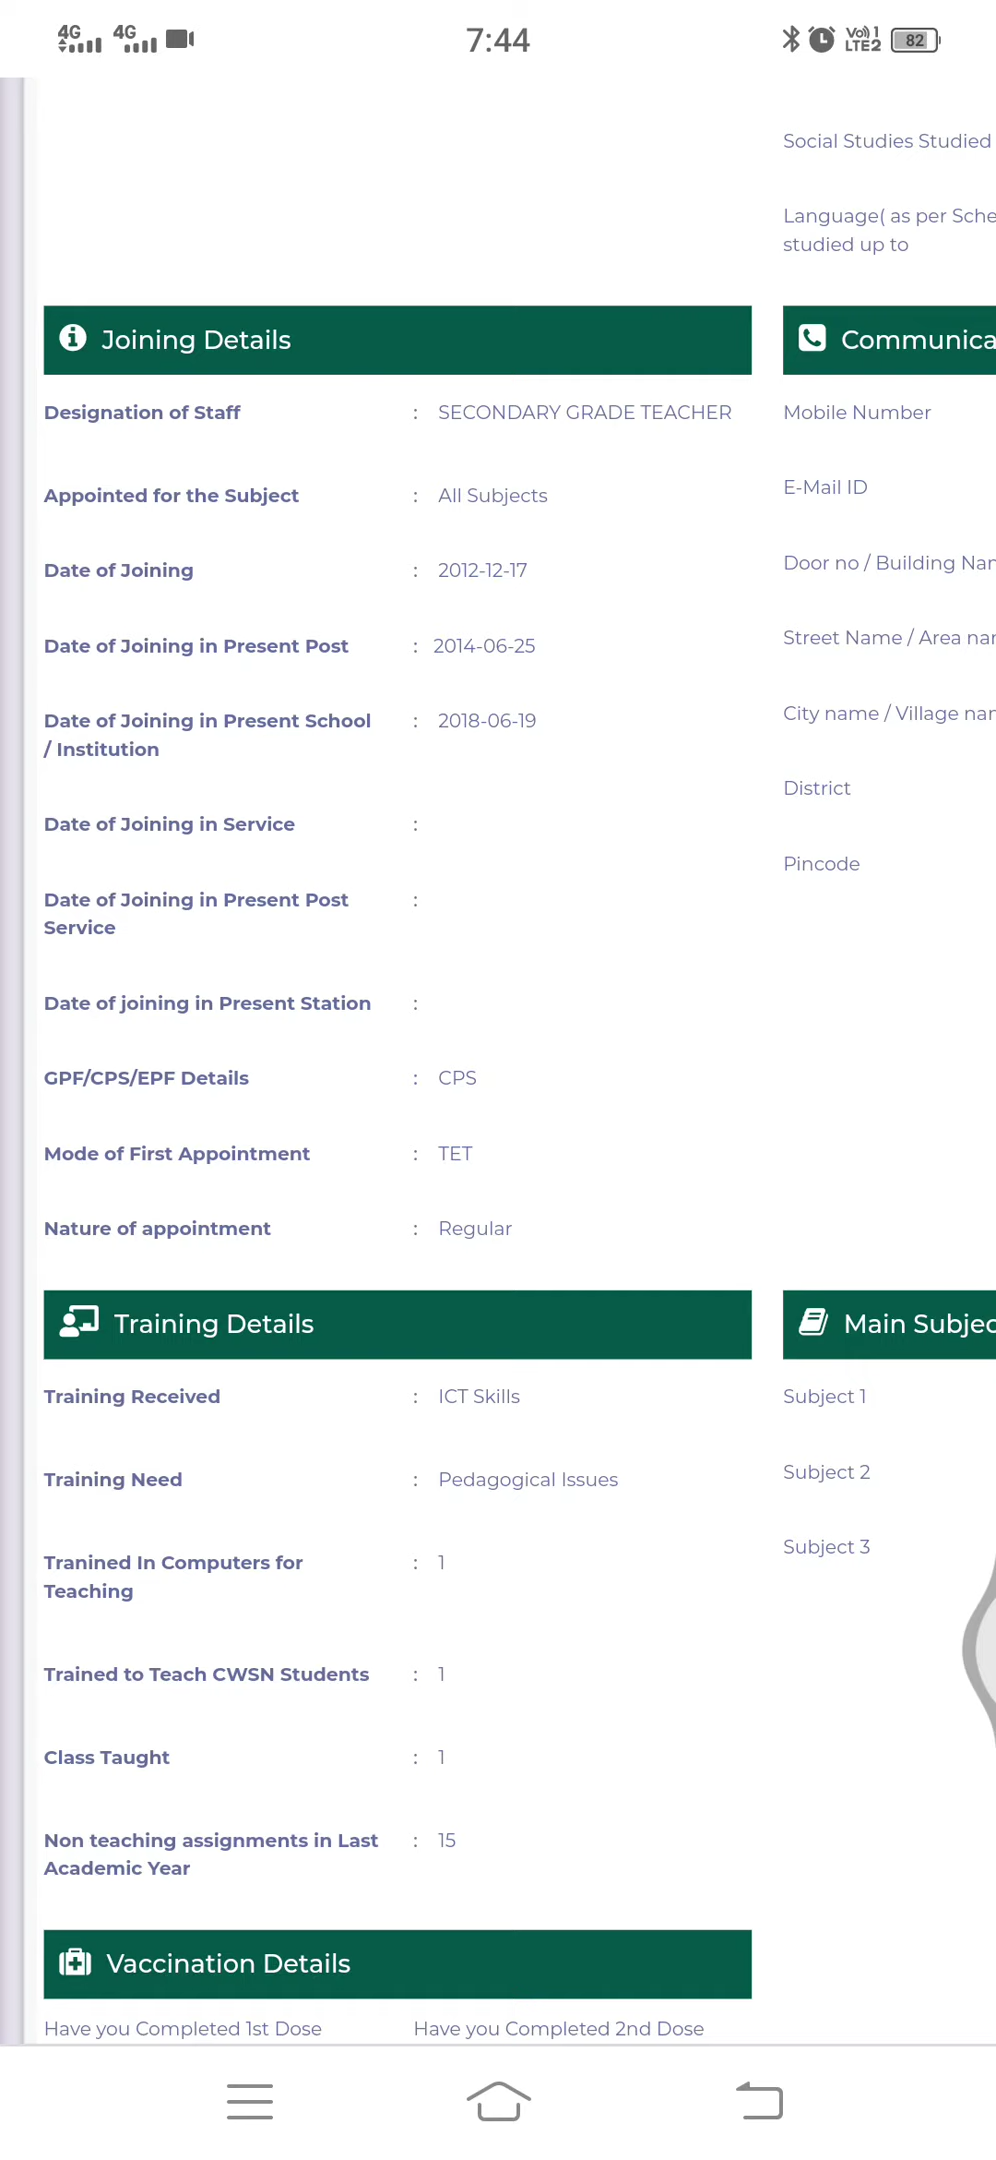 4G 4G 7:44 Vo)) 1 LTE2 82
Social Studies Studied
Language( as per Sche
studied up to
Joining Details
Designation of Staff : SECONDARY GRADE TEACHER
Appointed for the Subject : All Subjects
Date of Joining : 2012-12-17
Date of Joining in Present Post : 2014-06-25
Date of Joining in Present School : 2018-06-19
/ Institution
Date of Joining in Service :
Date of Joining in Present Post :
Service
Date of joining in Present Station :
GPF/CPS/EPF Details : CPS
Mode of First Appointment : TET
Nature of appointment : Regular
Communica
Mobile Number
E-Mail ID
Door no / Building Nar
Street Name / Area nar
City name / Village nar
District
Pincode
Training Details
Training Received : ICT Skills
Training Need : Pedagogical Issues
Tranined In Computers for : 1
Teaching
Trained to Teach CWSN Students : 1
Class Taught : 1
Non teaching assignments in Last : 15
Academic Year
Main Subjec
Subject 1
Subject 2
Subject 3
Vaccination Details
Have you Completed 1st Dose Have you Completed 2nd Dose